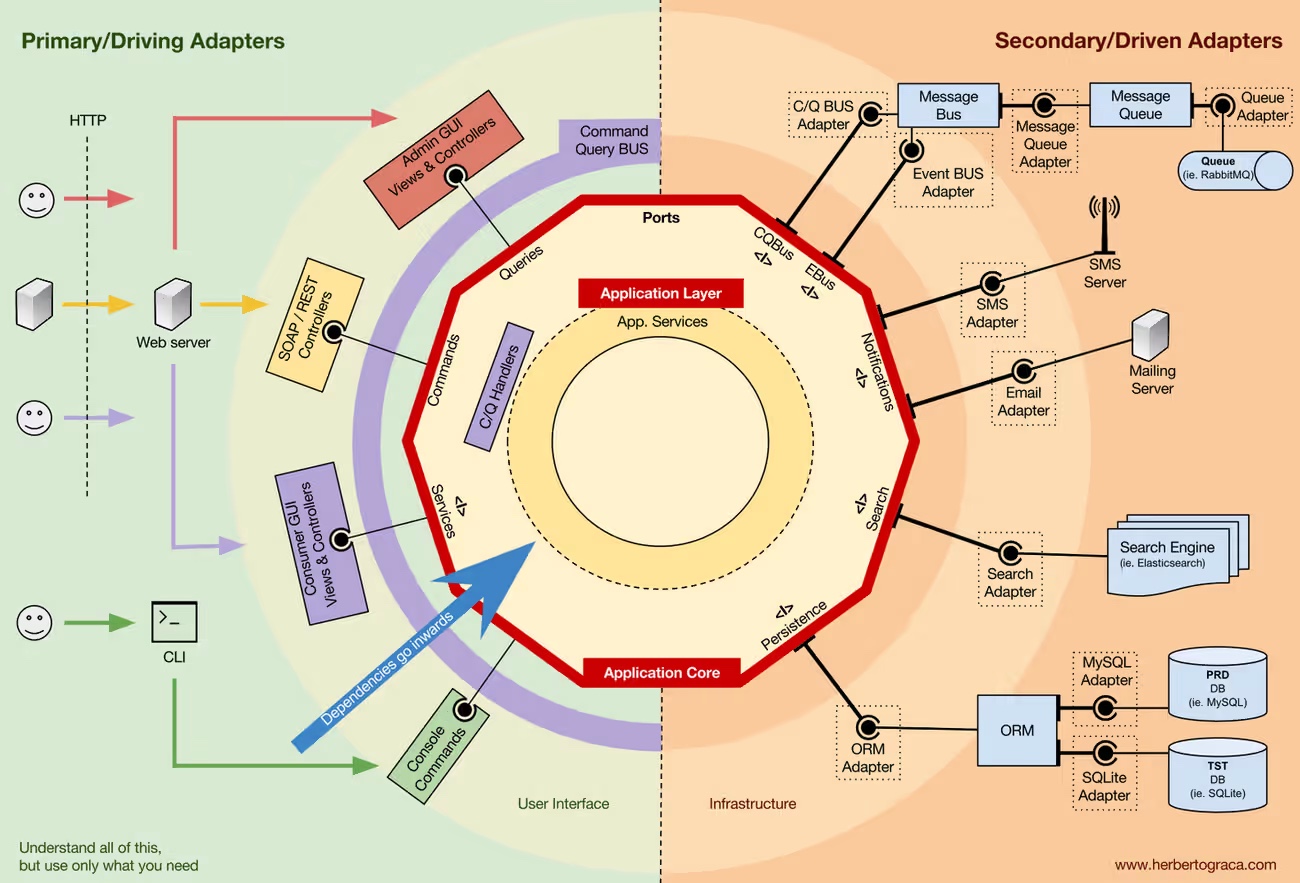 Primary/Driving Adapters
Secondary/Driven Adapters
HTTP
Web server
CLI
Admin GUI
Views & Controllers
SOAP / REST
Controllers
Consumer GUI
Views & Controllers
Console
Commands
Command
Query BUS
Dependencies go inwards
Ports
Queries
Commands
Services
</>
C/Q Handlers
Application Layer
App. Services
CQBus
</>
EBus
</>
Notifications
</>
Search
</>
Persistence
</>
Application Core
C/Q BUS
Adapter
Message
Bus
Event BUS
Adapter
Message
Queue
Adapter
Message
Queue
Queue
Adapter
Queue
(ie. RabbitMQ)
SMS
Server
SMS
Adapter
Mailing
Server
Email
Adapter
Search Engine
(ie. Elasticsearch)
Search
Adapter
ORM
Adapter
ORM
MySQL
Adapter
PRD
DB
(ie. MySQL)
SQLite
Adapter
TST
DB
(ie. SQLite)
User Interface
Infrastructure
Understand all of this,
but use only what you need
www.herbertograca.com